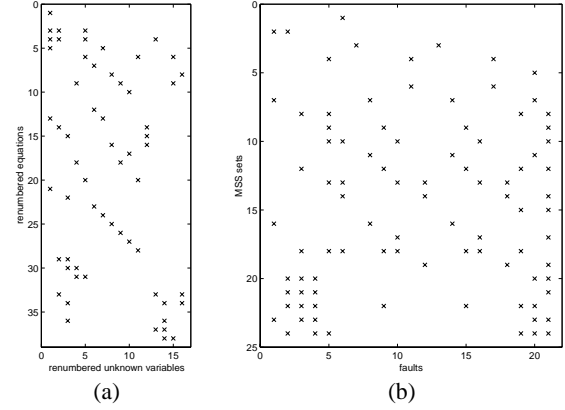 0
5
10
15
20
25
30
35
renumbered equations
0 5 10 15
renumbered unknown variables
(a)
0
5
10
15
20
25
MSS sets
0 5 10 15 20
faults
(b)